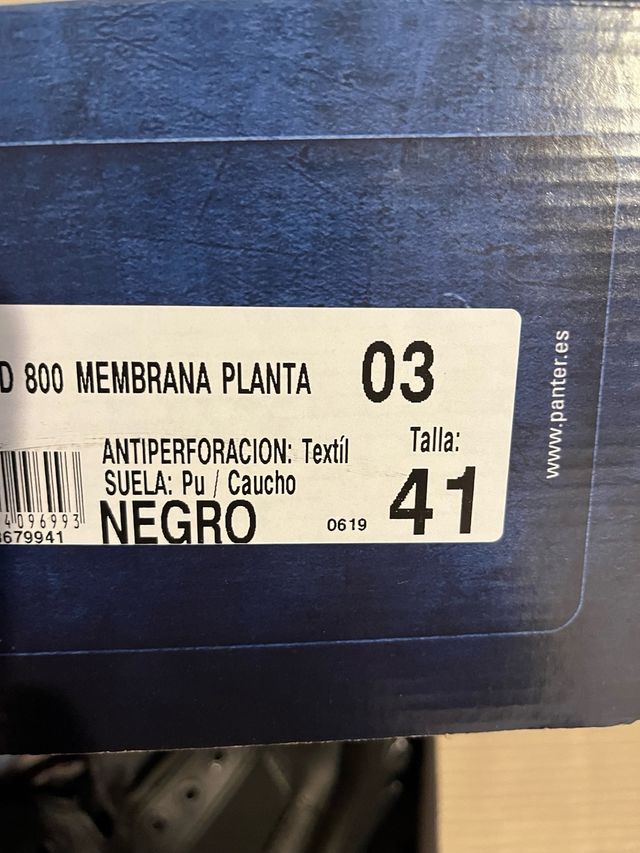 D 800 MEMBRANA PLANTA 03
ANTIPERFORACION: Textíl
SUELA: Pu / Caucho
NEGRO
0619
Talla:
41
4096993
679941
www.panter.es